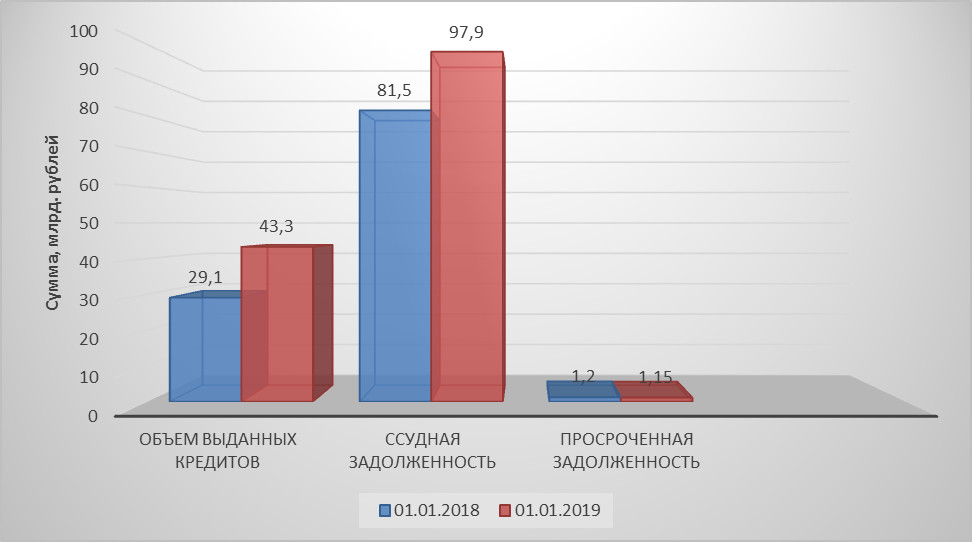 Сумма, млрд. рублей
100
90
80
70
60
50
40
30
20
10
0
29,1
43,3
81,5
97,9
1,2
1,15
ОБЪЕМ ВЫДАННЫХ
КРЕДИТОВ
ССУДНАЯ
ЗАДОЛЖЕННОСТЬ
ПРОСРОЧЕННАЯ
ЗАДОЛЖЕННОСТЬ
01.01.2018
01.01.2019